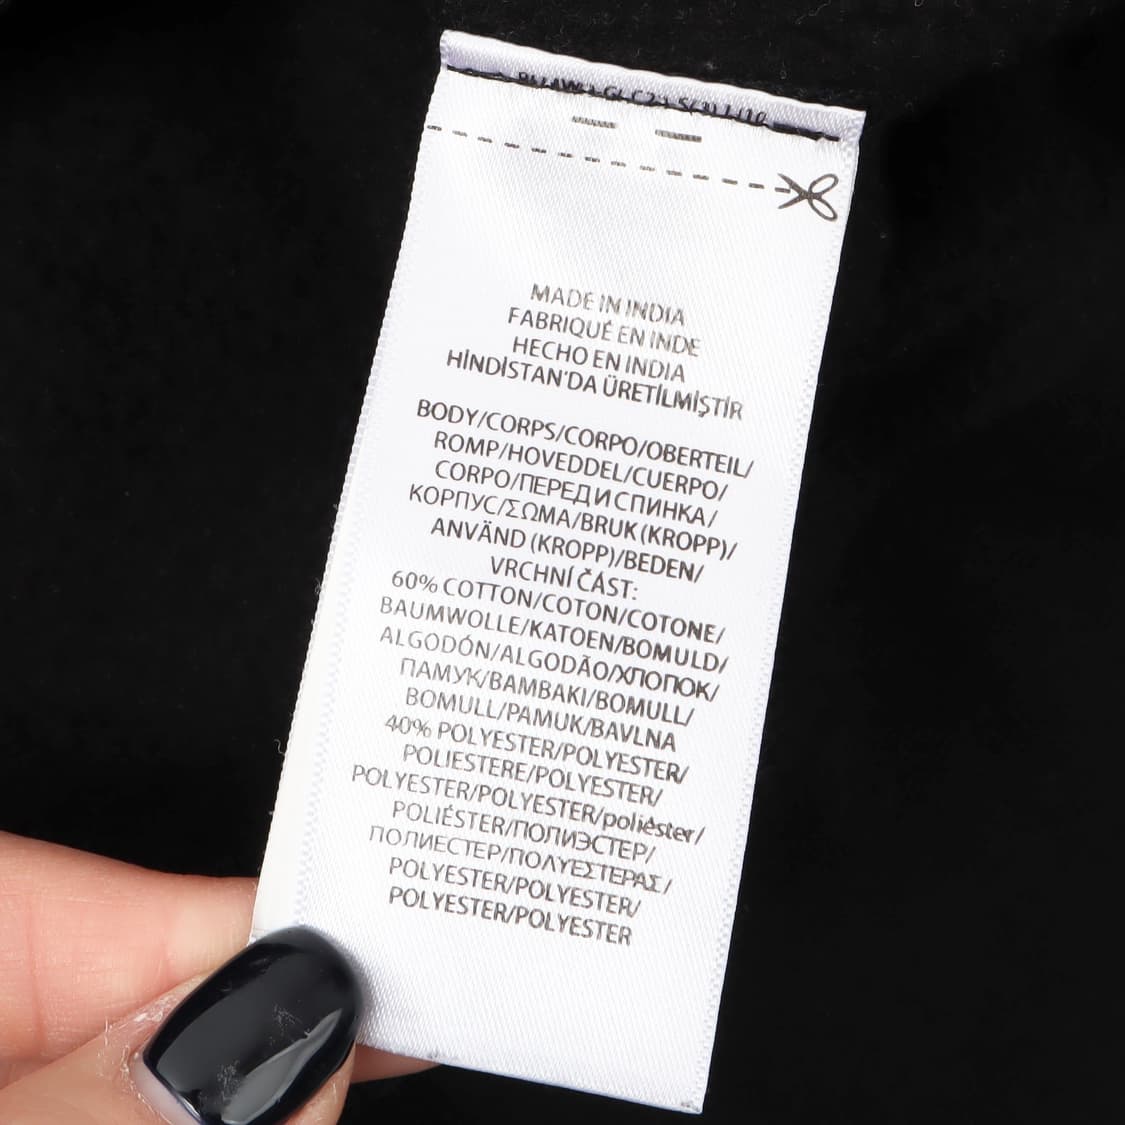 MADE IN INDIA
FABRIQUÉ EN INDE
HECHO EN INDIA
HİNDİSTAN'DA ÜRETİLMİŞTİR
BODY/CORPS/CORPO/OBERTEIL/
ROMP/HOVEDDEL/CUERPO/
CORPO/ПЕРЕД И СПИНКА/
КОРПУС/ΣΩΜΑ/BRUK (KROPP)/
ANVÄND (KROPP)/BEDEN/
VRCHNÍ ČÁST:
60% COTTON/COTON/COTONE/
BAUMWOLLE/KATOEN/BOMULD/
ALGODÓN/ALGODÃO/ХЛОПОК/
ПАМУК/BAMBAKI/BOMULL/
BOMULL/PAMUK/BAVLNA
40% POLYESTER/POLYESTER/
POLIESTERE/POLYESTER/
POLYESTER/POLYESTER/poliéster/
POLIÉSTER/ПОЛИЭСТЕР/
ПОЛИЕСТЕР/ΠΟΛΥΕΣΤΕΡΑΣ/
POLYESTER/POLYESTER/
POLYESTER/POLYESTER